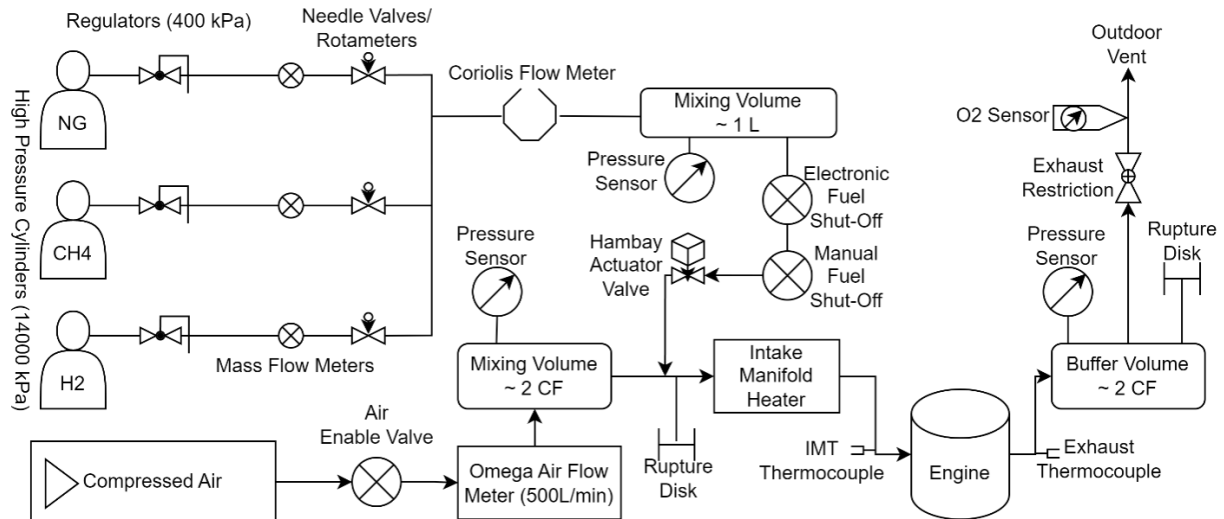 Regulators (400 kPa)
Needle Valves/
Rotameters
High Pressure Cylinders (14000 kPa)
NG
CH4
H2
Mass Flow Meters
Coriolis Flow Meter
Mixing Volume
~ 1 L
Pressure
Sensor
Electronic
Fuel
Shut-Off
Manual
Fuel
Shut-Off
Hambay
Actuator
Valve
Pressure
Sensor
Mixing Volume
~ 2 CF
Intake
Manifold
Heater
Rupture
Disk
Compressed Air
Air
Enable Valve
Omega Air Flow
Meter (500L/min)
IMT
Thermocouple
Engine
Exhaust
Thermocouple
Buffer Volume
~ 2 CF
Pressure
Sensor
Rupture
Disk
Exhaust
Restriction
O2 Sensor
Outdoor
Vent